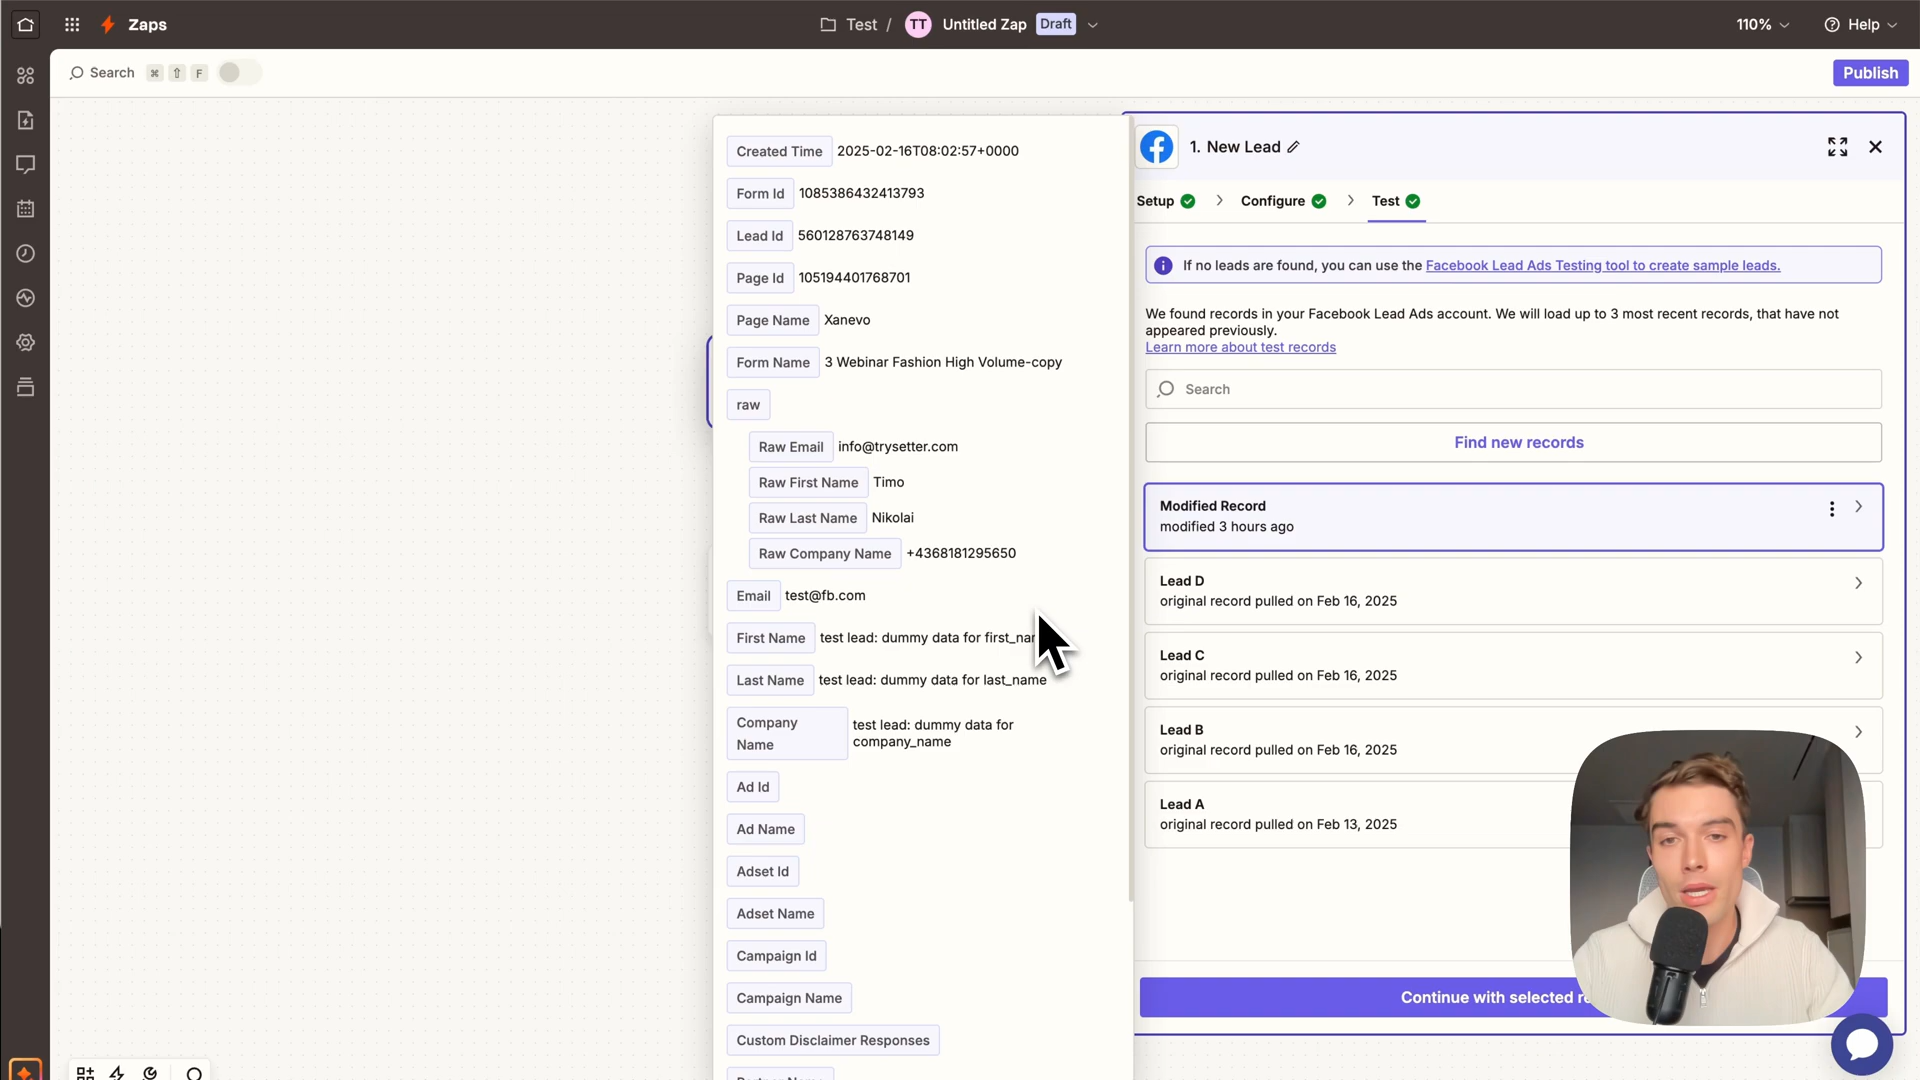 Zaps
Test / TT Untitled Zap Draft
110%
Help
Search ⌘ ⇧ F
Publish
Created Time 2025-02-16T08:02:57+0000
Form Id 1085386432413793
Lead Id 560128763748149
Page Id 105194401768701
Page Name Xanevo
Form Name 3 Webinar Fashion High Volume-copy
raw
Raw Email info@trysetter.com
Raw First Name Timo
Raw Last Name Nikolai
Raw Company Name +4368181295650
Email test@fb.com
First Name test lead: dummy data for
Last Name test lead: dummy data for last_name
Company Name test lead: dummy data for company_name
Ad Id
Ad Name
Adset Id
Adset Name
Campaign Id
Campaign Name
Custom Disclaimer Responses
1. New Lead
Setup > Configure > Test
If no leads are found, you can use the Facebook Lead Ads Testing tool to create sample leads.
We found records in your Facebook Lead Ads account. We will load up to 3 most recent records, that have not
appeared previously.
Learn more about test records
Search
Find new records
Modified Record
modified 3 hours ago
Lead D
original record pulled on Feb 16, 2025
Lead C
original record pulled on Feb 16, 2025
Lead B
original record pulled on Feb 16, 2025
Lead A
original record pulled on Feb 13, 2025
Continue with selected